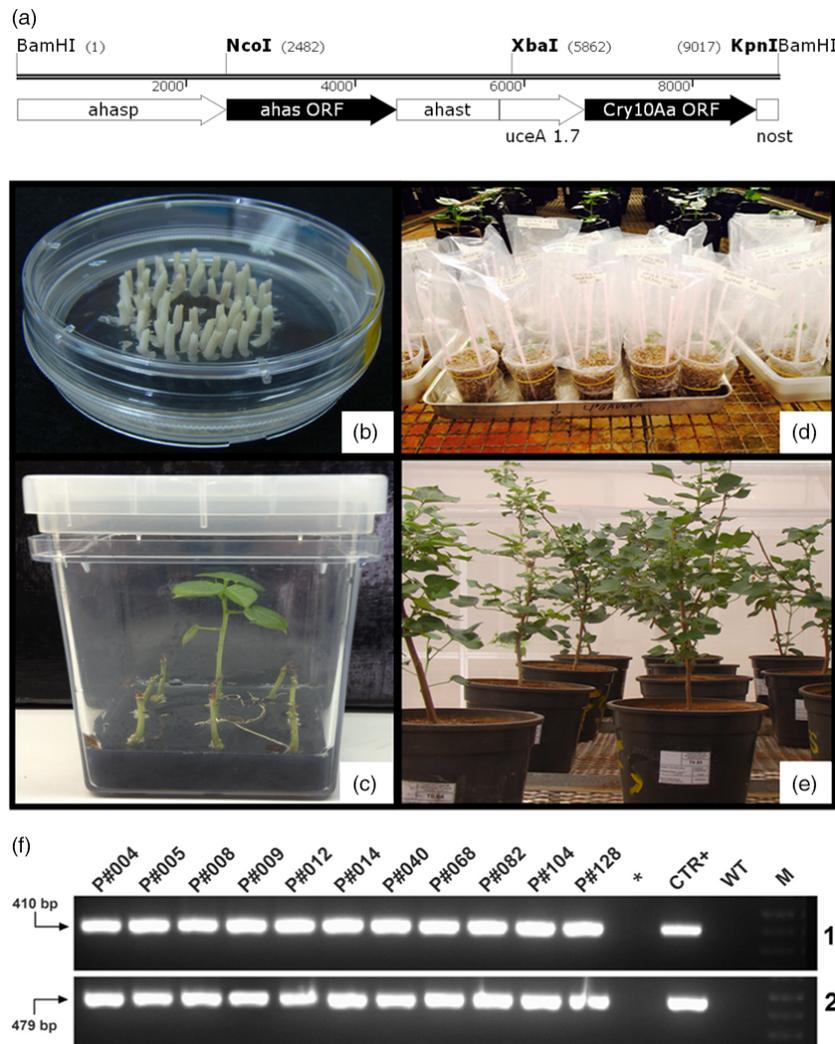 (a)
BamHI (1) NcoI (2482) XbaI (5862) (9017) KpnI BamHI
2000 4000 6000 8000
ahasp ahas ORF ahast Cry10Aa ORF
uceA 1.7 nost
(b)
(d)
(c)
(e)
(f)
P#004 P#005 P#008 P#009 P#012 P#014 P#040 P#068 P#082 P#104 P#128 * CTR+ WT M
410 bp
1
2
479 bp